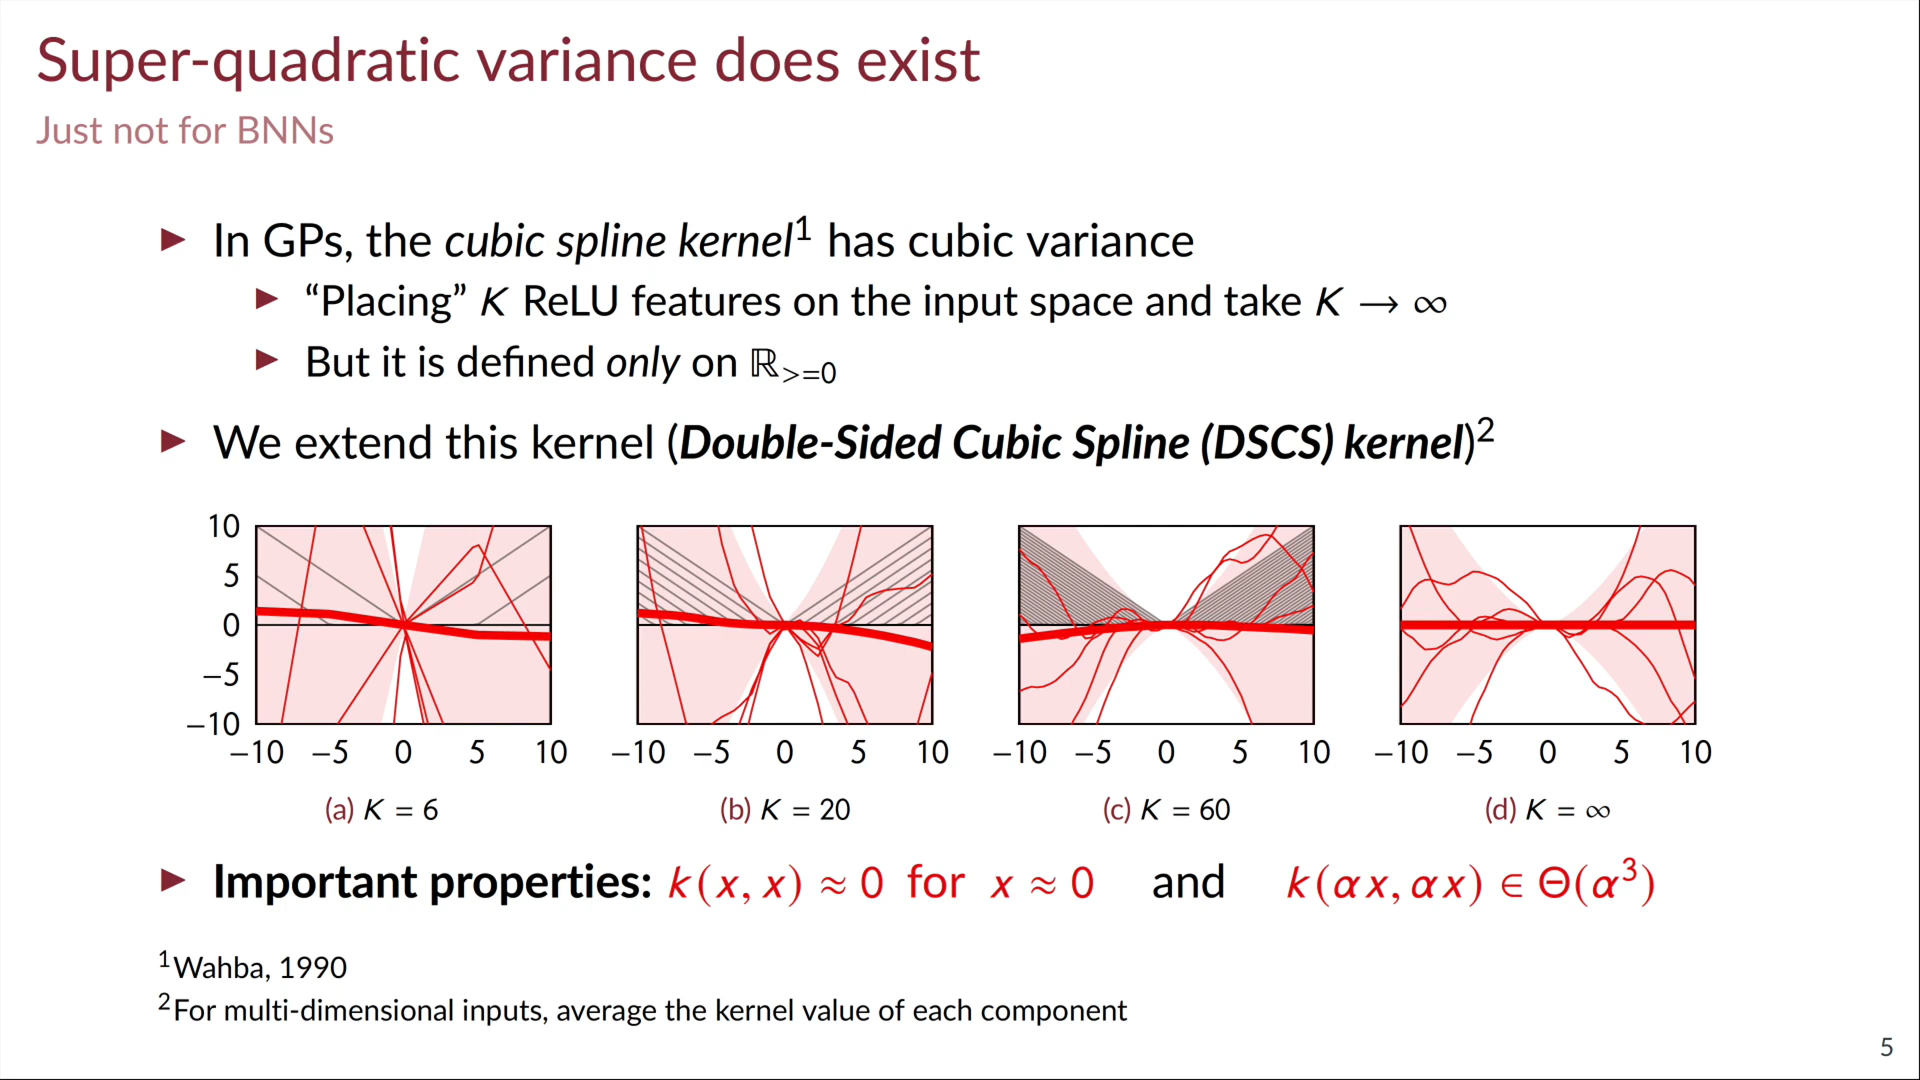 Super-quadratic variance does exist
Just not for BNNs
► In GPs, the cubic spline kernel¹ has cubic variance
► “Placing” K ReLU features on the input space and take K → ∞
► But it is defined only on ℝ>=0
► We extend this kernel (Double-Sided Cubic Spline (DSCS) kernel)²
10
5
0
−5
−10
−10 −5 0 5 10 −10 −5 0 5 10 −10 −5 0 5 10 −10 −5 0 5 10
(a) K = 6 (b) K = 20 (c) K = 60 (d) K = ∞
► Important properties: k(x, x) ≈ 0 for x ≈ 0 and k(αx, αx) ∈ Θ(α³)
¹Wahba, 1990
²For multi-dimensional inputs, average the kernel value of each component
5